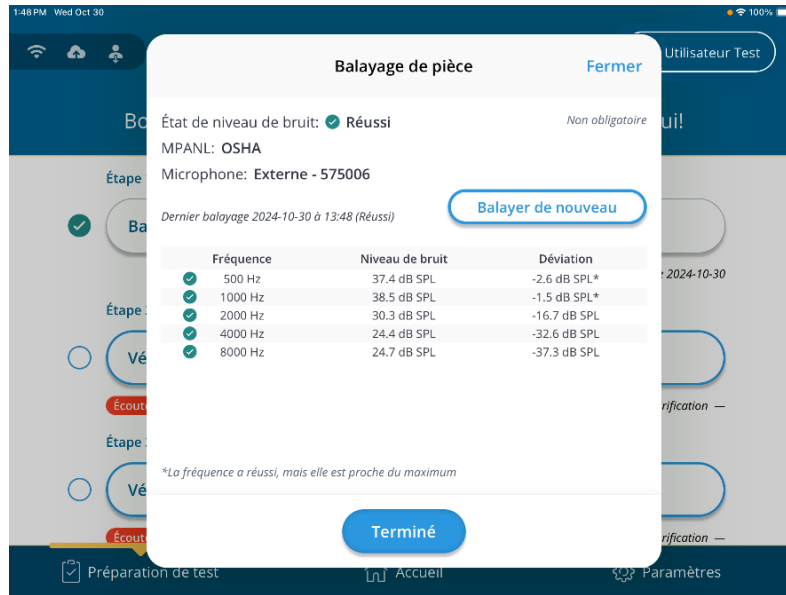 1:48 PM Wed Oct 30
100%
Balayage de pièce
Fermer
Utilisateur Test
Bo
ui!
État de niveau de bruit: Réussi
Non obligatoire
MPANL: OSHA
Microphone: Externe - 575006
Étape
Balayer de nouveau
Dernier balayage 2024-10-30 à 13:48 (Réussi)
Ba
Fréquence Niveau de bruit Déviation
500 Hz 37.4 dB SPL -2.6 dB SPL*
2024-10-30
1000 Hz 38.5 dB SPL -1.5 dB SPL*
Étape
2000 Hz 30.3 dB SPL -16.7 dB SPL
4000 Hz 24.4 dB SPL -32.6 dB SPL
8000 Hz 24.7 dB SPL -37.3 dB SPL
Vé
Écout
rification —
Étape
*La fréquence a réussi, mais elle est proche du maximum
Vé
Terminé
Écout
rification —
Préparation de test
Accueil
Paramètres